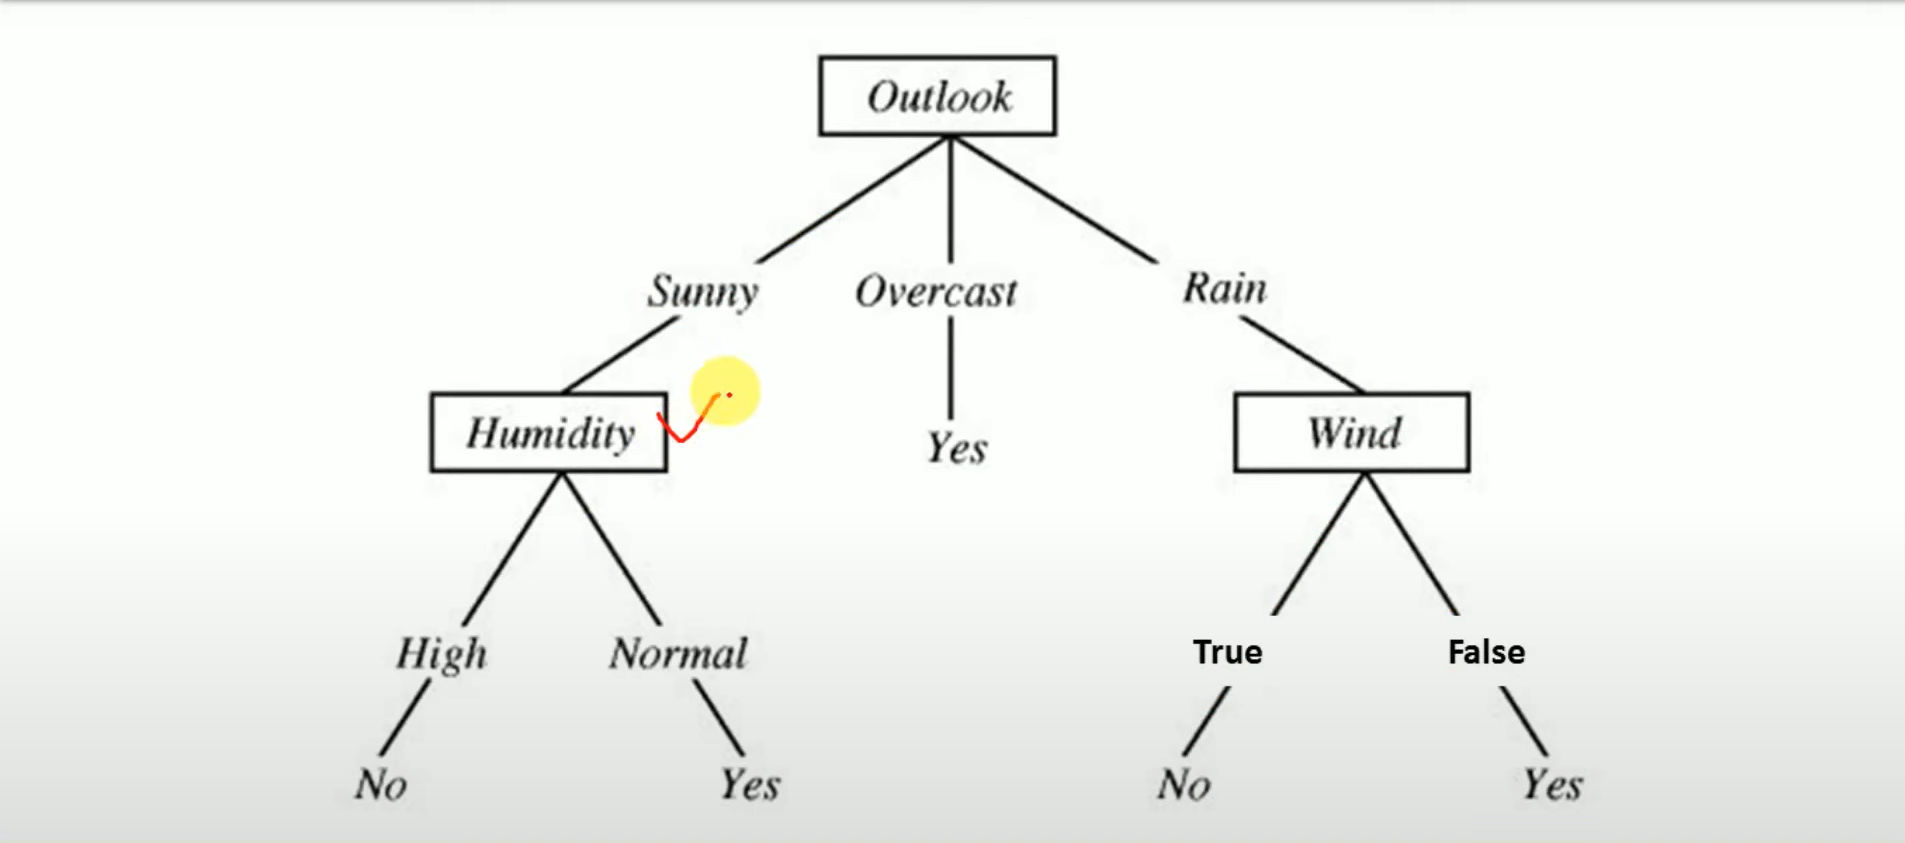 Outlook
Sunny Overcast Rain
Humidity Yes Wind
High Normal True False
No Yes No Yes